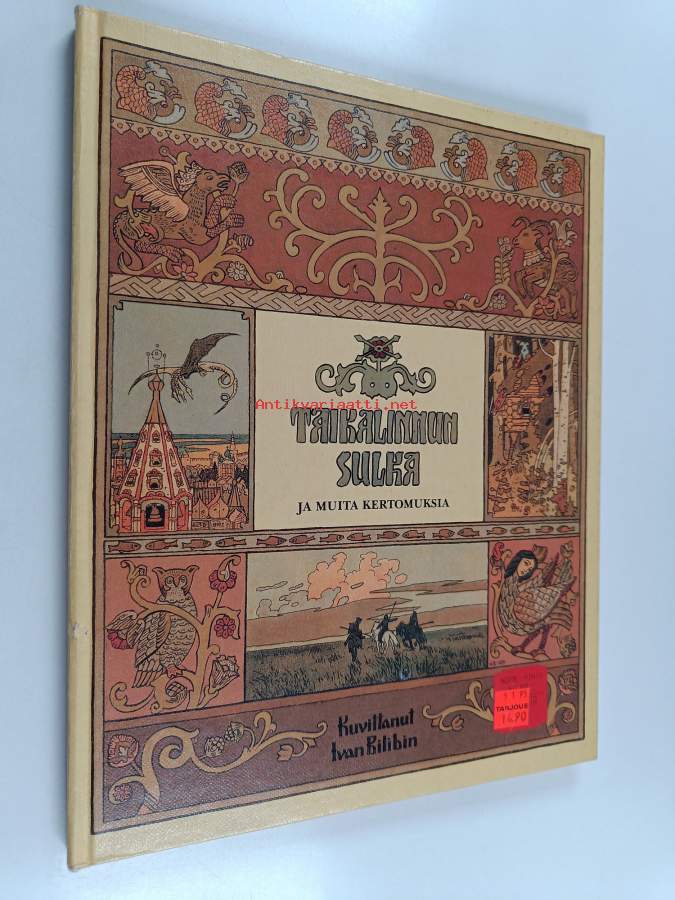 Antikvariaatti.net
TAIKALINNUN
SULKA
JA MUITA KERTOMUKSIA
TARJOUS
14,90
Kuvittanut
Ivan Bilibin